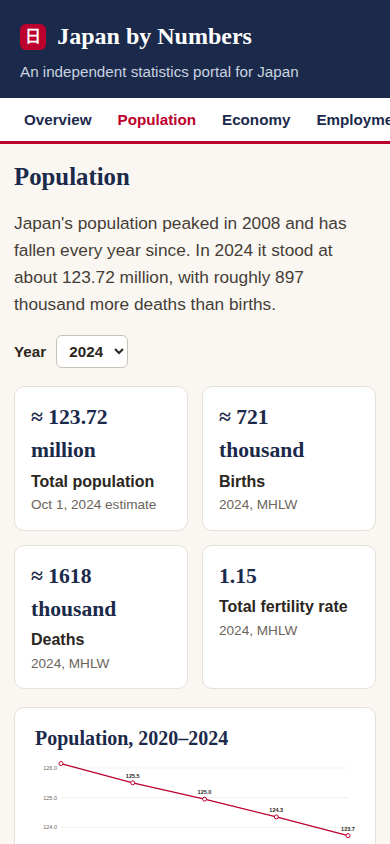 日 Japan by Numbers
An independent statistics portal for Japan
Overview Population Economy Employme
Population
Japan's population peaked in 2008 and has
fallen every year since. In 2024 it stood at
about 123.72 million, with roughly 897
thousand more deaths than births.
Year 2024
≈ 123.72
million
Total population
Oct 1, 2024 estimate
≈ 721
thousand
Births
2024, MHLW
≈ 1618
thousand
Deaths
2024, MHLW
1.15
Total fertility rate
2024, MHLW
Population, 2020–2024
126.0
125.5
125.0
125.0
124.3
124.0
123.7